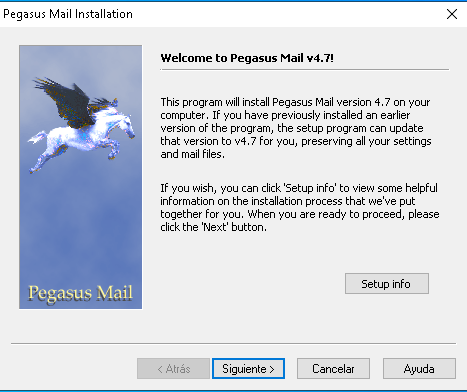 Pegasus Mail Installation
Welcome to Pegasus Mail v4.7!
This program will install Pegasus Mail version 4.7 on your
computer. If you have previously installed an earlier
version of the program, the setup program can update
that version to v4.7 for you, preserving all your settings
and mail files.
If you wish, you can click 'Setup info' to view some helpful
information on the installation process that we've put
together for you. When you are ready to proceed, please
click the 'Next' button.
Pegasus Mail
Setup info
< Atrás
Siguiente >
Cancelar
Ayuda